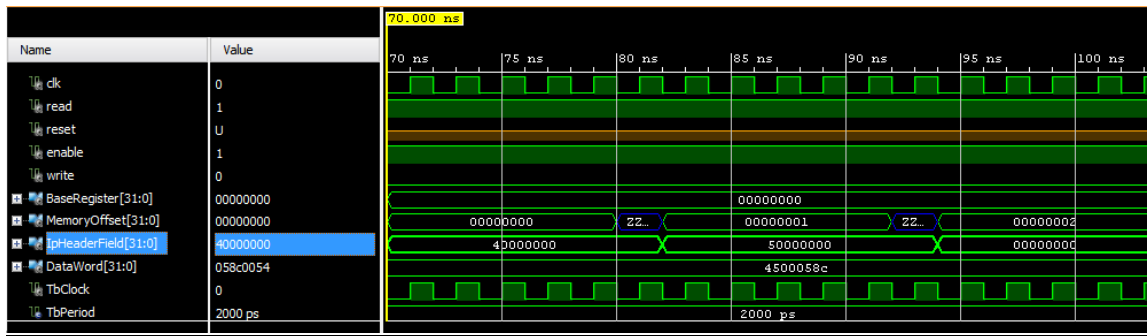 70.000 ns
Name Value
70 ns 75 ns 80 ns 85 ns 90 ns 95 ns 100 ns
clk 0
read 1
reset U
enable 1
write 0
BaseRegister[31:0] 00000000 00000000
MemoryOffset[31:0] 00000000 00000000 ZZ... 00000001 ZZ... 00000002
IpHeaderField[31:0] 40000000 40000000 50000000 00000000
DataWord[31:0] 058c0054 4500058c
TbClock 0
TbPeriod 2000 ps 2000 ps